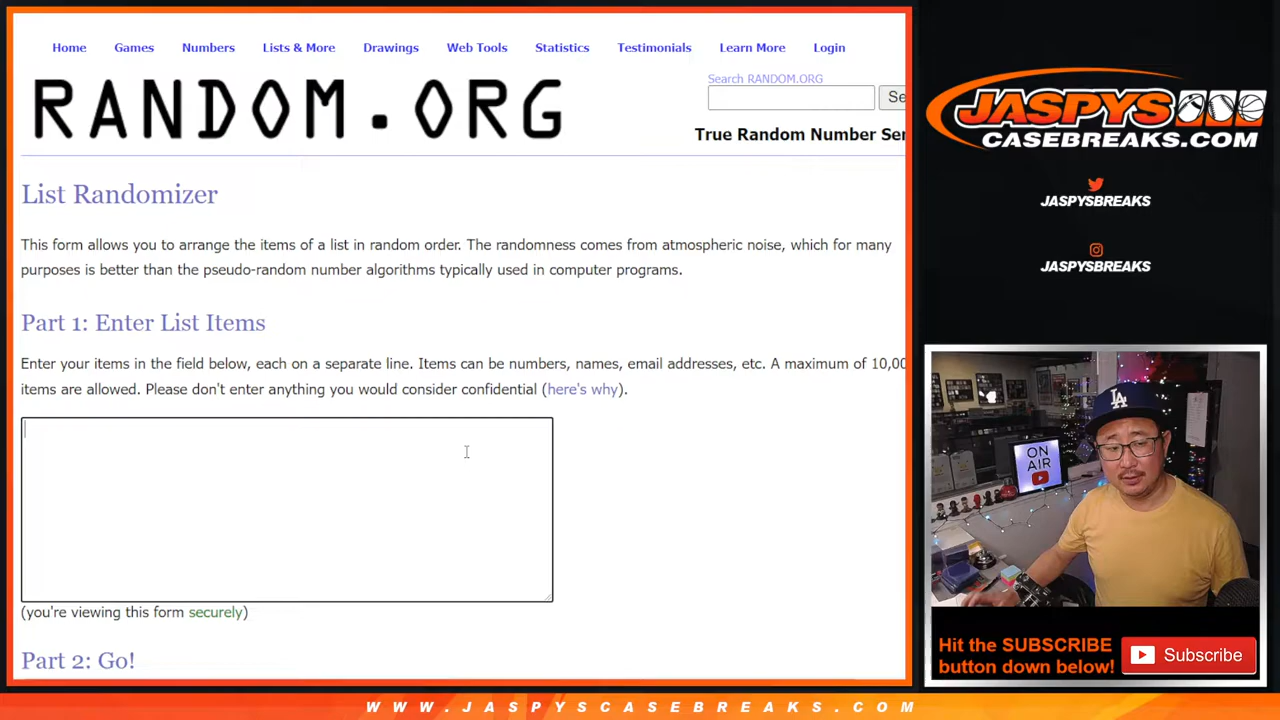 Home Games Numbers Lists & More Drawings Web Tools Statistics Testimonials Learn More Login
RANDOM.ORG
Search RANDOM.ORG
Se
True Random Number Ser
List Randomizer
This form allows you to arrange the items of a list in random order. The randomness comes from atmospheric noise, which for many
purposes is better than the pseudo-random number algorithms typically used in computer programs.
Part 1: Enter List Items
Enter your items in the field below, each on a separate line. Items can be numbers, names, email addresses, etc. A maximum of 10,00
items are allowed. Please don't enter anything you would consider confidential (here's why).
(you're viewing this form securely)
Part 2: Go!
JASPYS
CASEBREAKS.COM
JASPYSBREAKS
JASPYSBREAKS
LA
ON
AIR
Hit the SUBSCRIBE
button down below!
Subscribe
WWW.JASPYSCASEBREAKS.COM